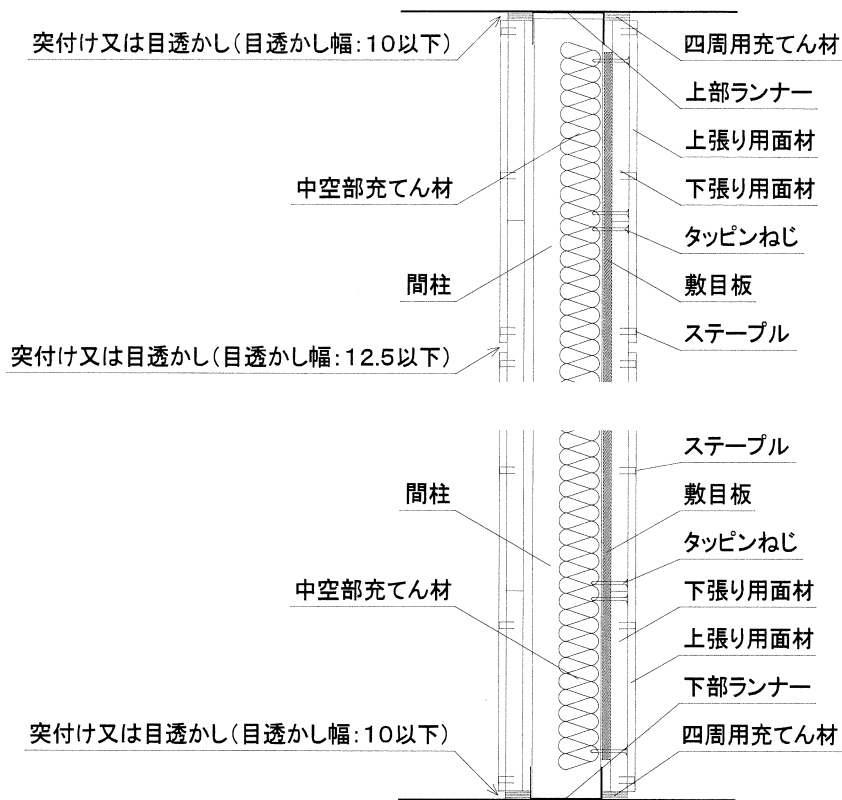 突付け又は目透かし(目透かし幅:10以下)
四周用充てん材
上部ランナー
上張り用面材
中空部充てん材
下張り用面材
タッピンねじ
間柱
敷目板
ステープル
突付け又は目透かし(目透かし幅:12.5以下)
ステープル
間柱
敷目板
タッピンねじ
中空部充てん材
下張り用面材
上張り用面材
下部ランナー
突付け又は目透かし(目透かし幅:10以下)
四周用充てん材